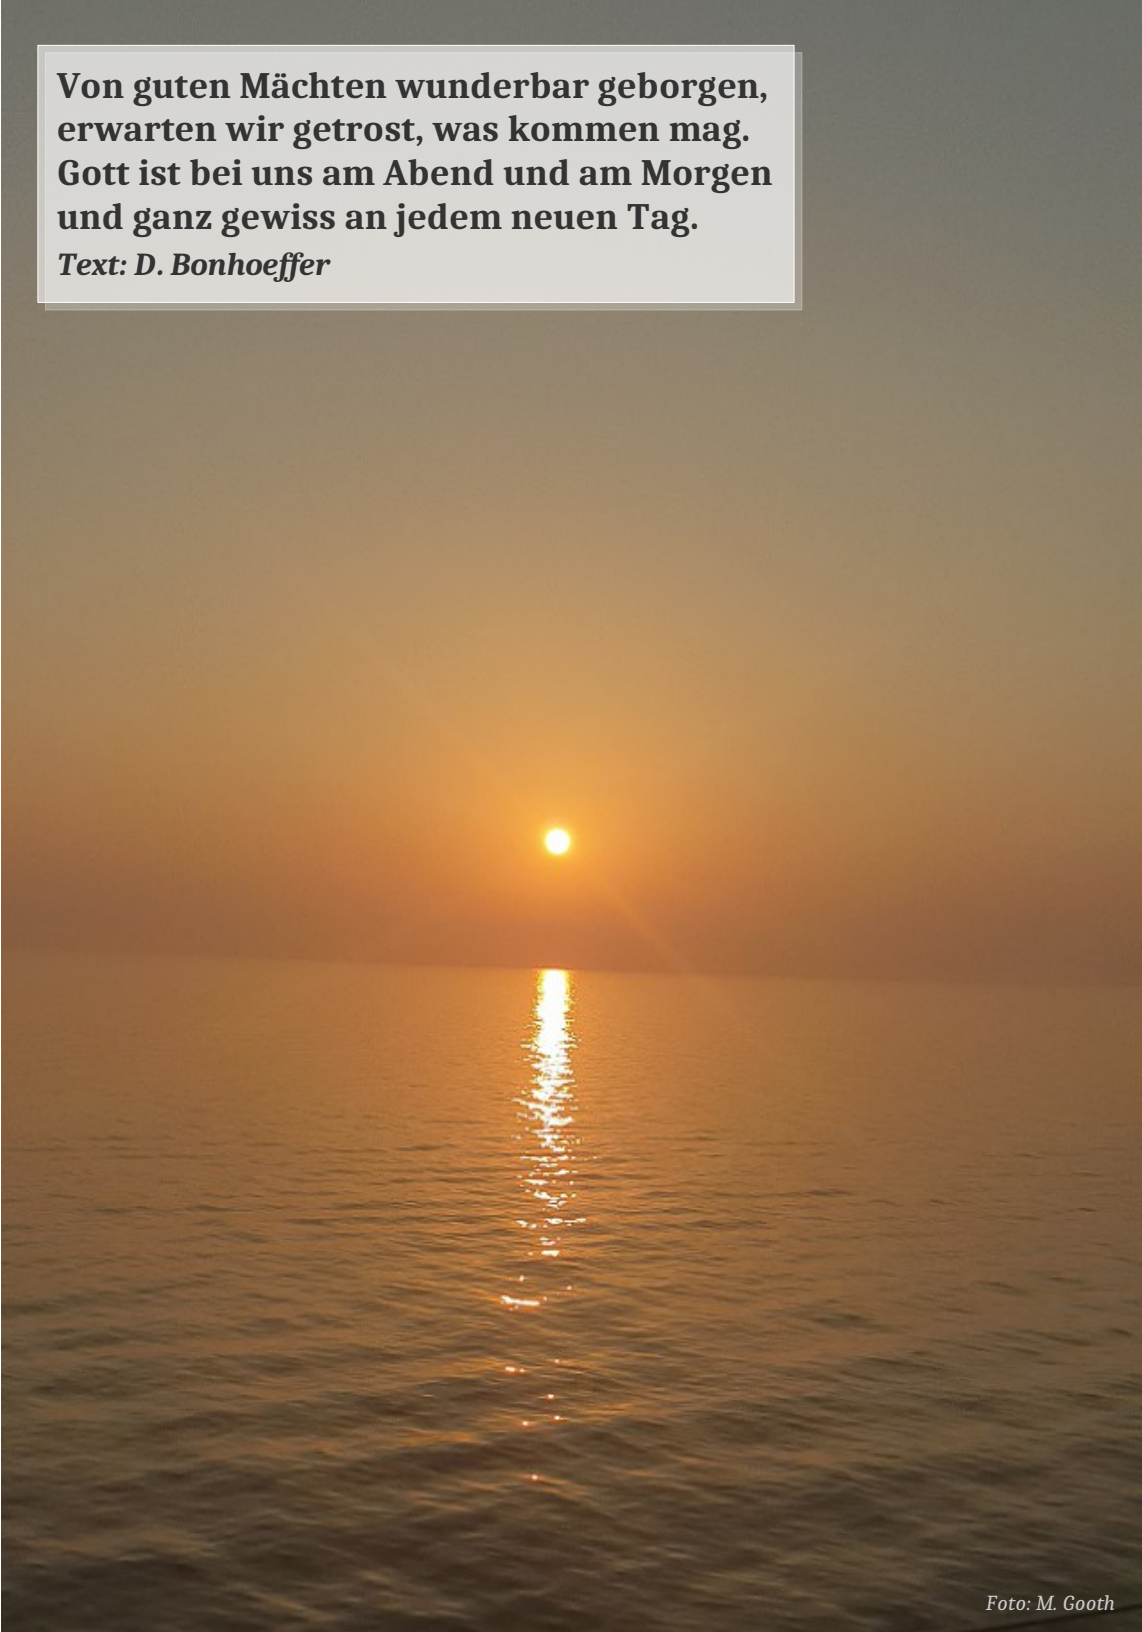 Von guten Mächten wunderbar geborgen,
erwarten wir getrost, was kommen mag.
Gott ist bei uns am Abend und am Morgen
und ganz gewiss an jedem neuen Tag.
Text: D. Bonhoeffer
Foto: M. Gooth